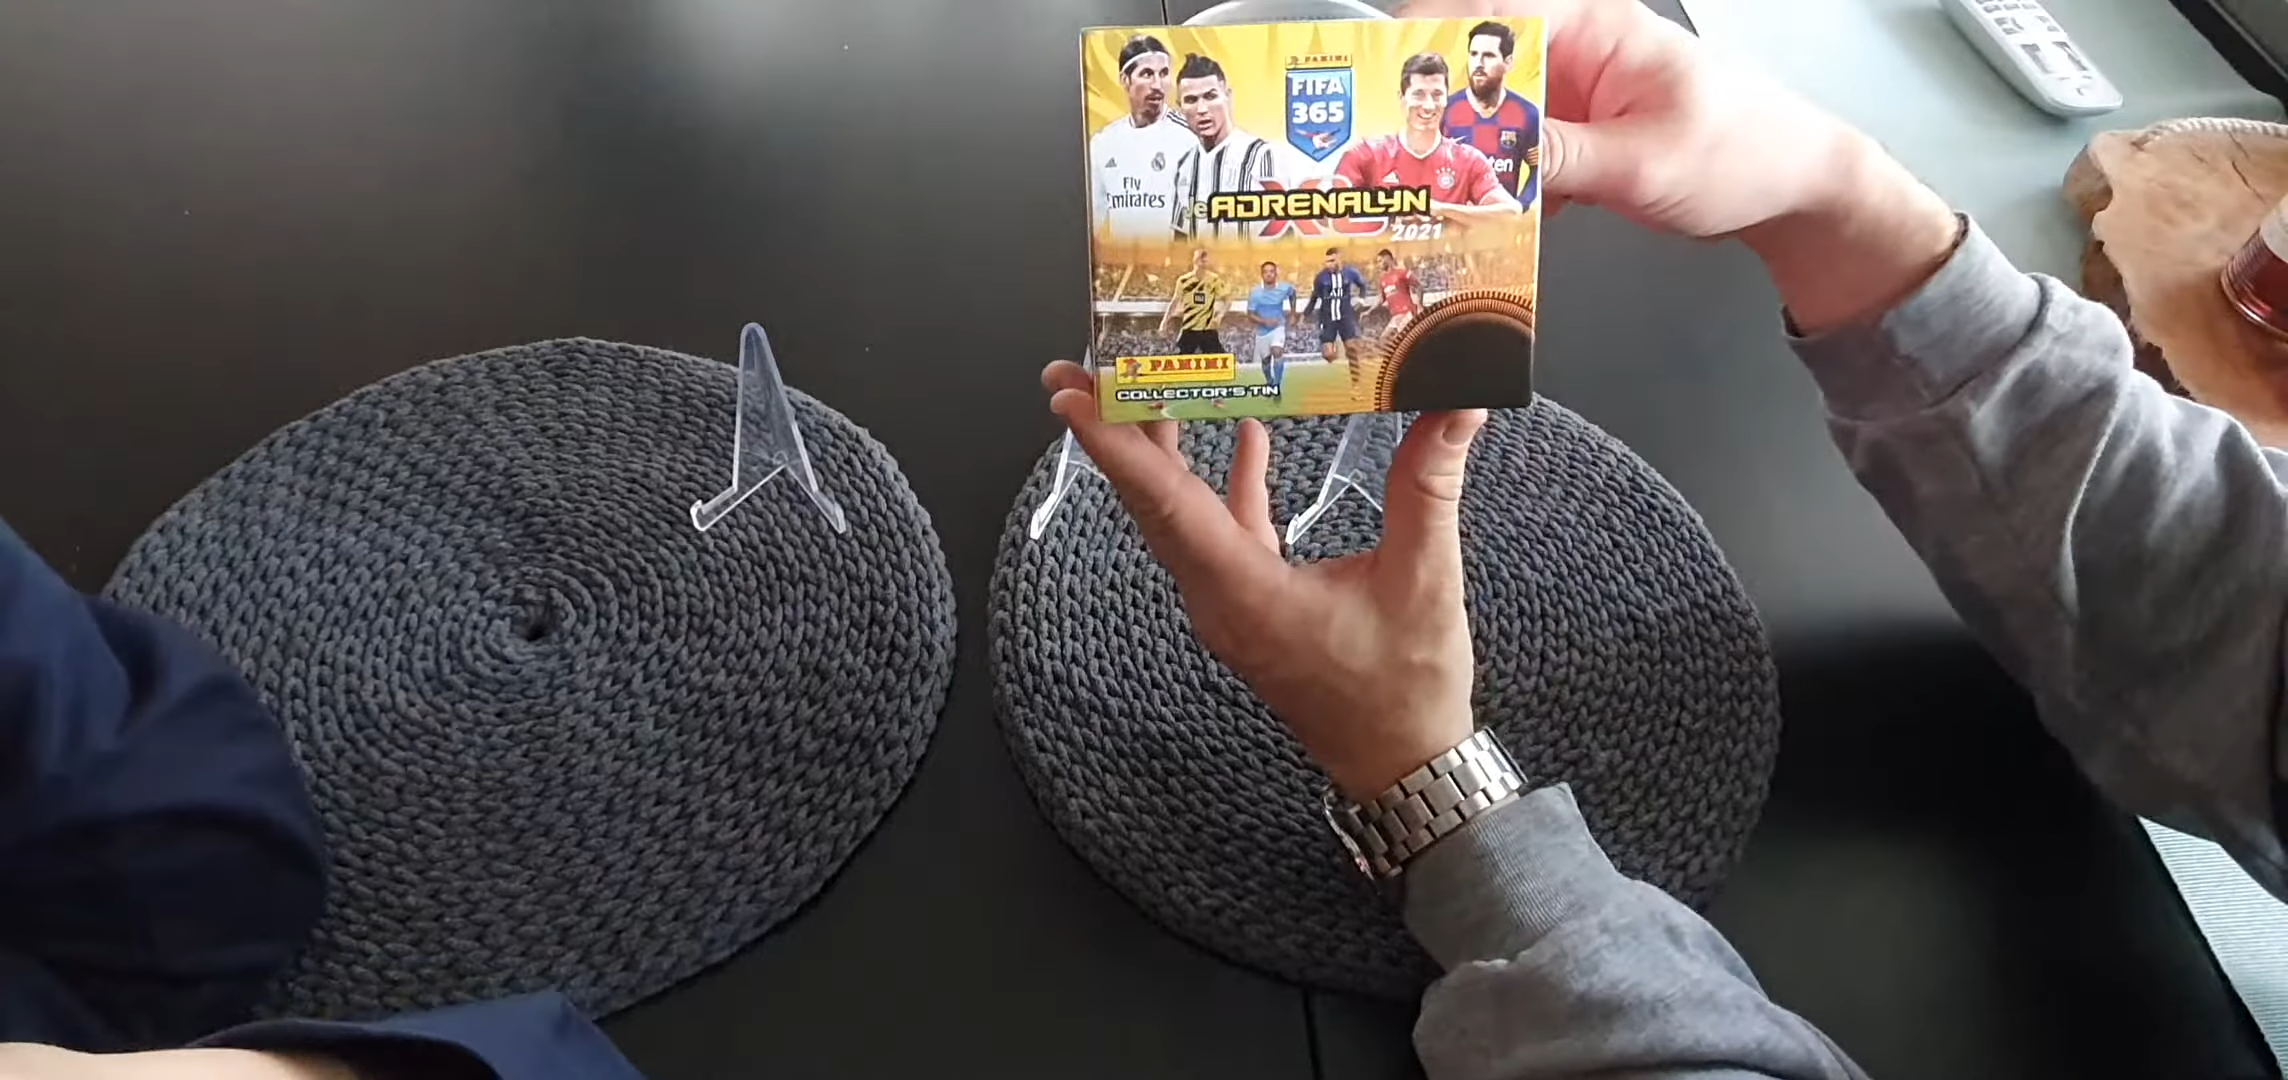 PANINI
FIFA
365
Fly
Emirates
ADRENALYN
XL
2021
PANINI
COLLECTOR'S TIN